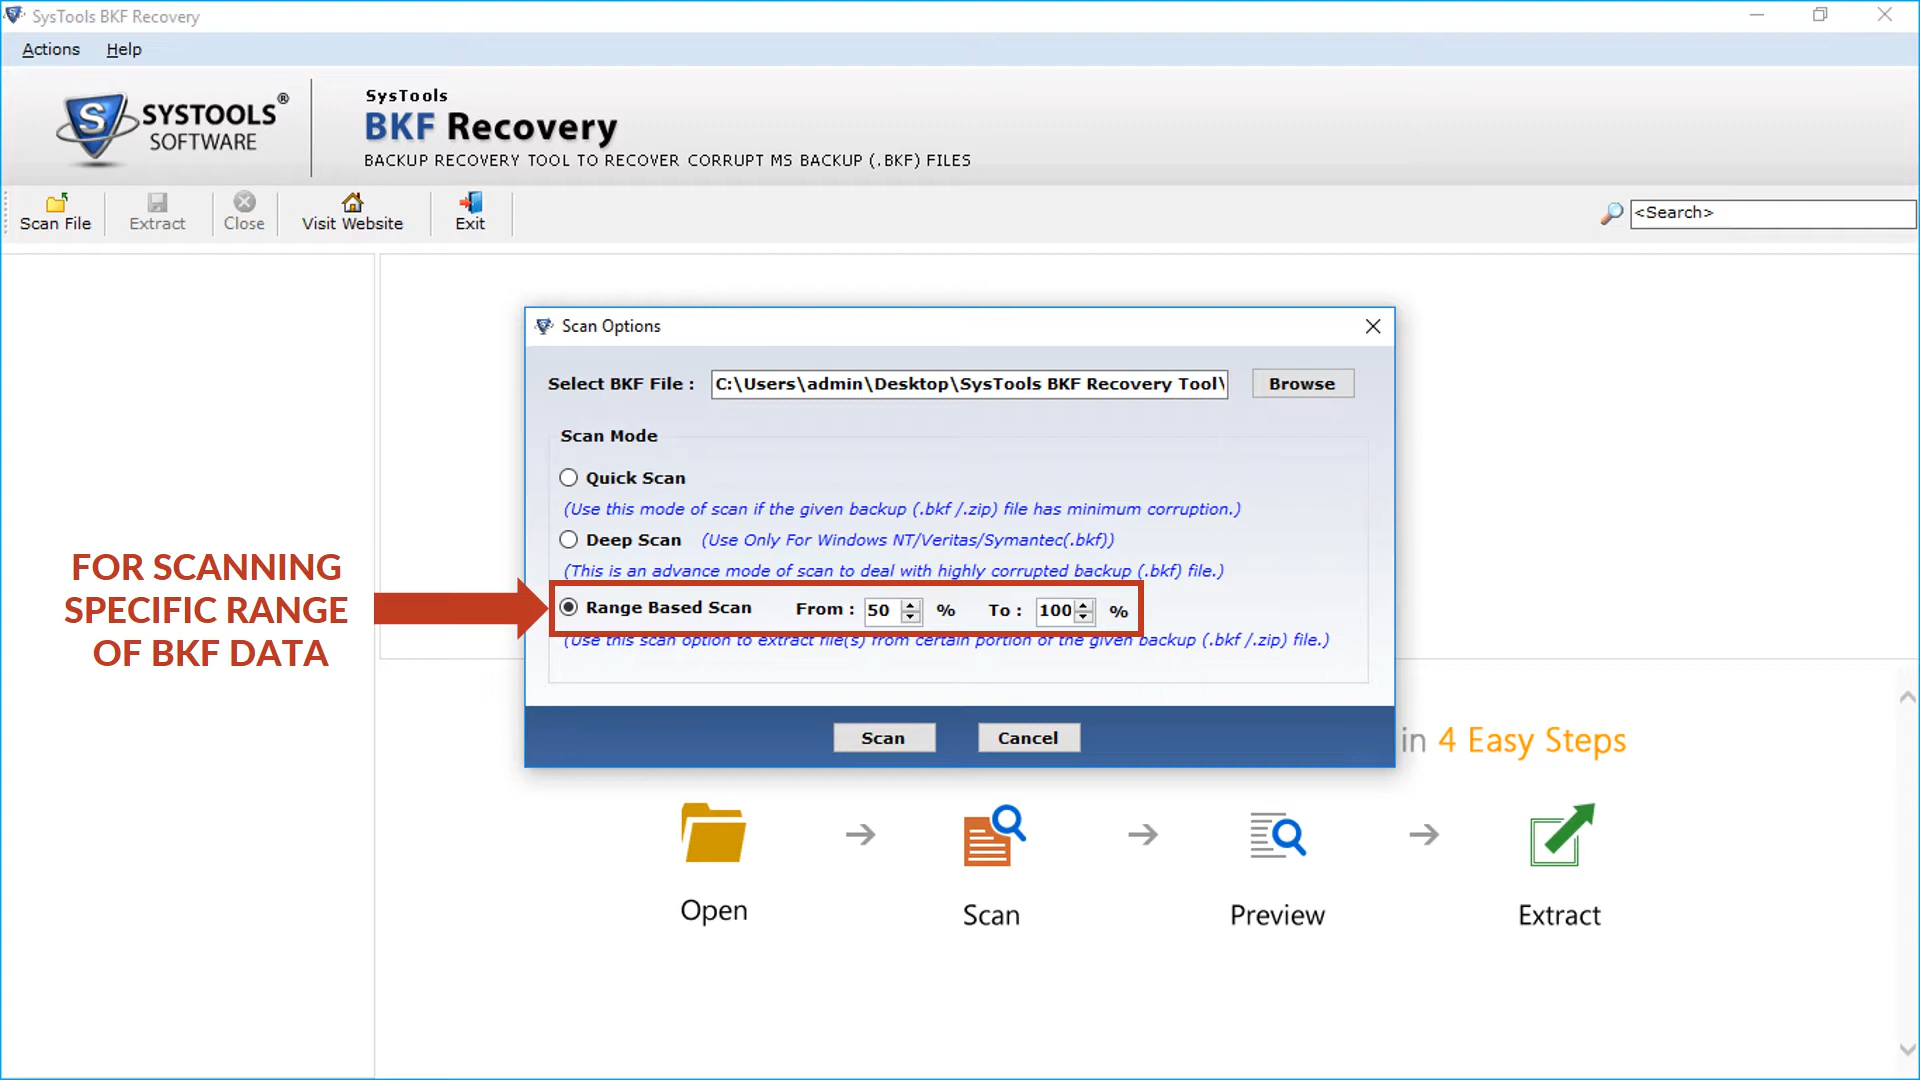 SysTools BKF Recovery
Actions Help
SYSTOOLS®
SOFTWARE
SysTools
BKF Recovery
BACKUP RECOVERY TOOL TO RECOVER CORRUPT MS BACKUP (.BKF) FILES
Scan File Extract Close Visit Website Exit <Search>
Scan Options
Select BKF File : C:\Users\admin\Desktop\SysTools BKF Recovery Tool\ Browse
Scan Mode
Quick Scan
(Use this mode of scan if the given backup (.bkf /.zip) file has minimum corruption.)
Deep Scan (Use Only For Windows NT/Veritas/Symantec(.bkf))
(This is an advance mode of scan to deal with highly corrupted backup (.bkf) file.)
Range Based Scan From : 50 % To : 100 %
(Use this scan option to extract file(s) from certain portion of the given backup (.bkf /.zip) file.)
Scan Cancel
FOR SCANNING
SPECIFIC RANGE
OF BKF DATA
in 4 Easy Steps
Open Scan Preview Extract